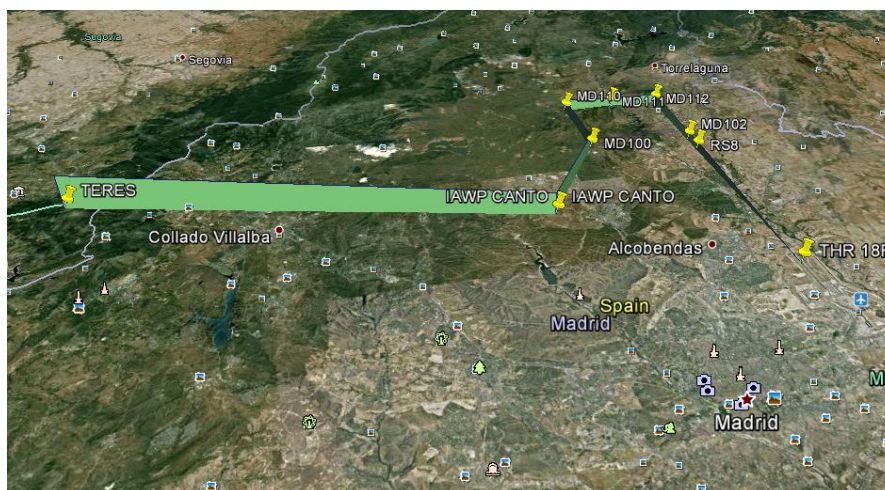 Segovia
Segovia
Torrelaguna
MD110
MD111
MD112
MD102
MD100
RS8
TERES
IAWP CANTO
IAWP CANTO
Collado Villalba
Alcobendas
THR 18R
Spain
Madrid
M
Madrid